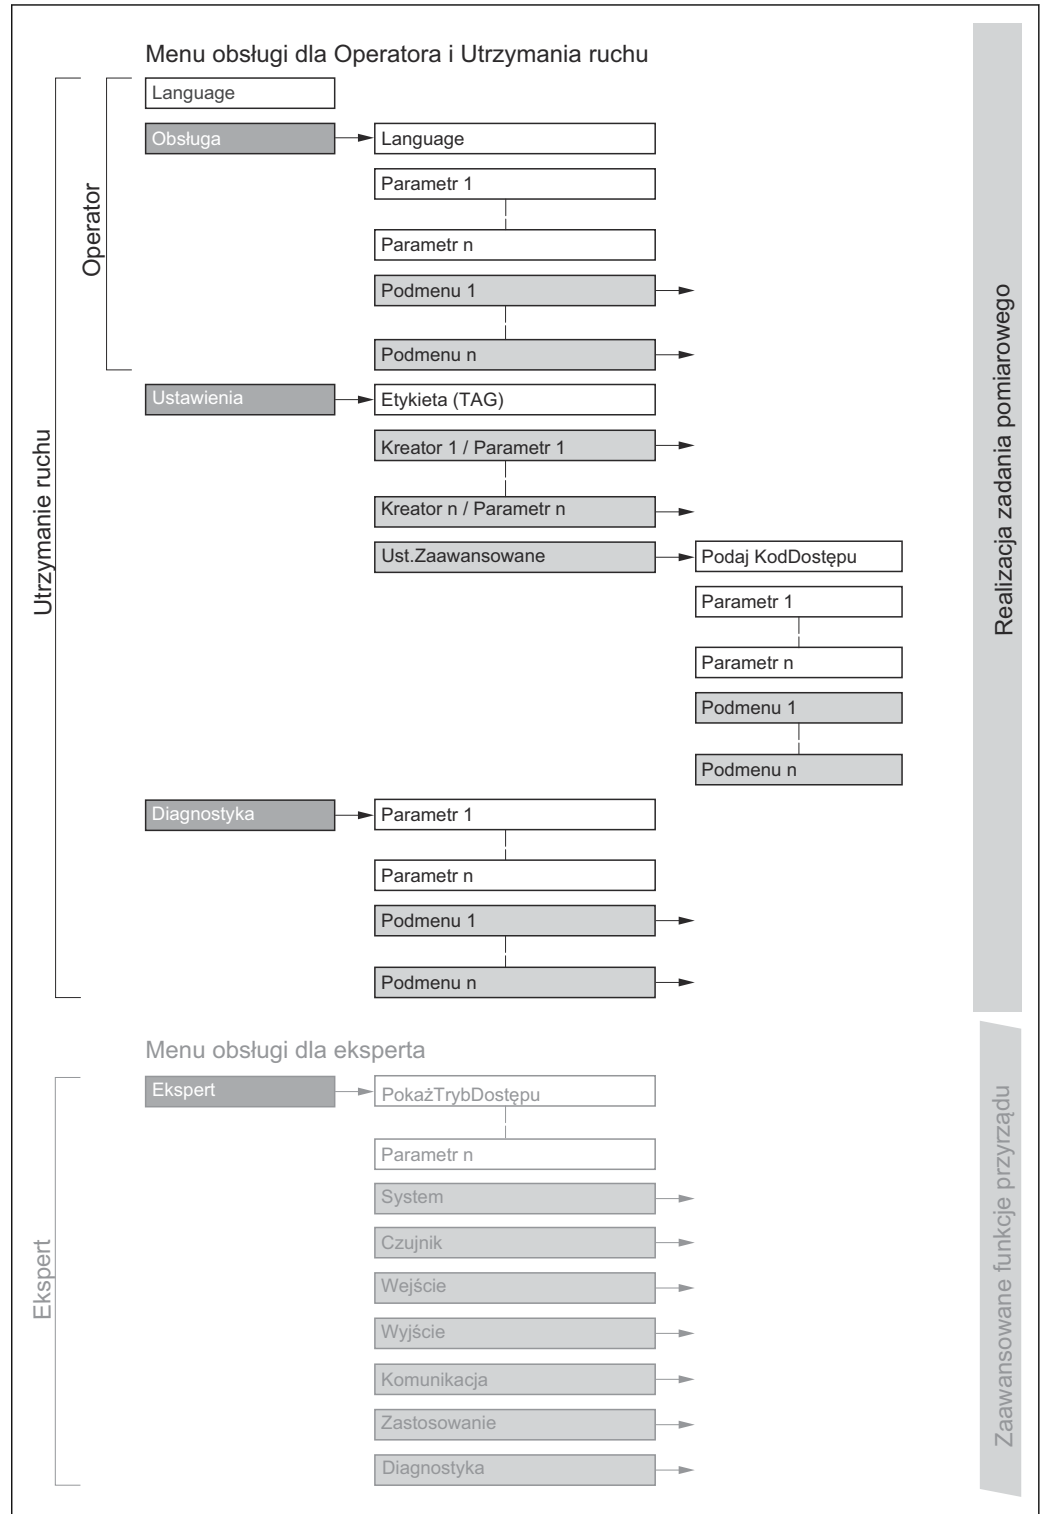 Menu obsługi dla Operatora i Utrzymania ruchu
Language
Obsługa
Language
Parametr 1
Parametr n
Podmenu 1
Podmenu n
Operator
Ustawienia
Etykieta (TAG)
Kreator 1 / Parametr 1
Kreator n / Parametr n
Ust.Zaawansowane
Podaj KodDostępu
Parametr 1
Parametr n
Podmenu 1
Podmenu n
Diagnostyka
Parametr 1
Parametr n
Podmenu 1
Podmenu n
Utrzymanie ruchu
Realizacja zadania pomiarowego
Menu obsługi dla eksperta
Ekspert
PokażTrybDostępu
Parametr n
System
Czujnik
Wejście
Wyjście
Komunikacja
Zastosowanie
Diagnostyka
Ekspert
Zaawansowane funkcje przyrządu